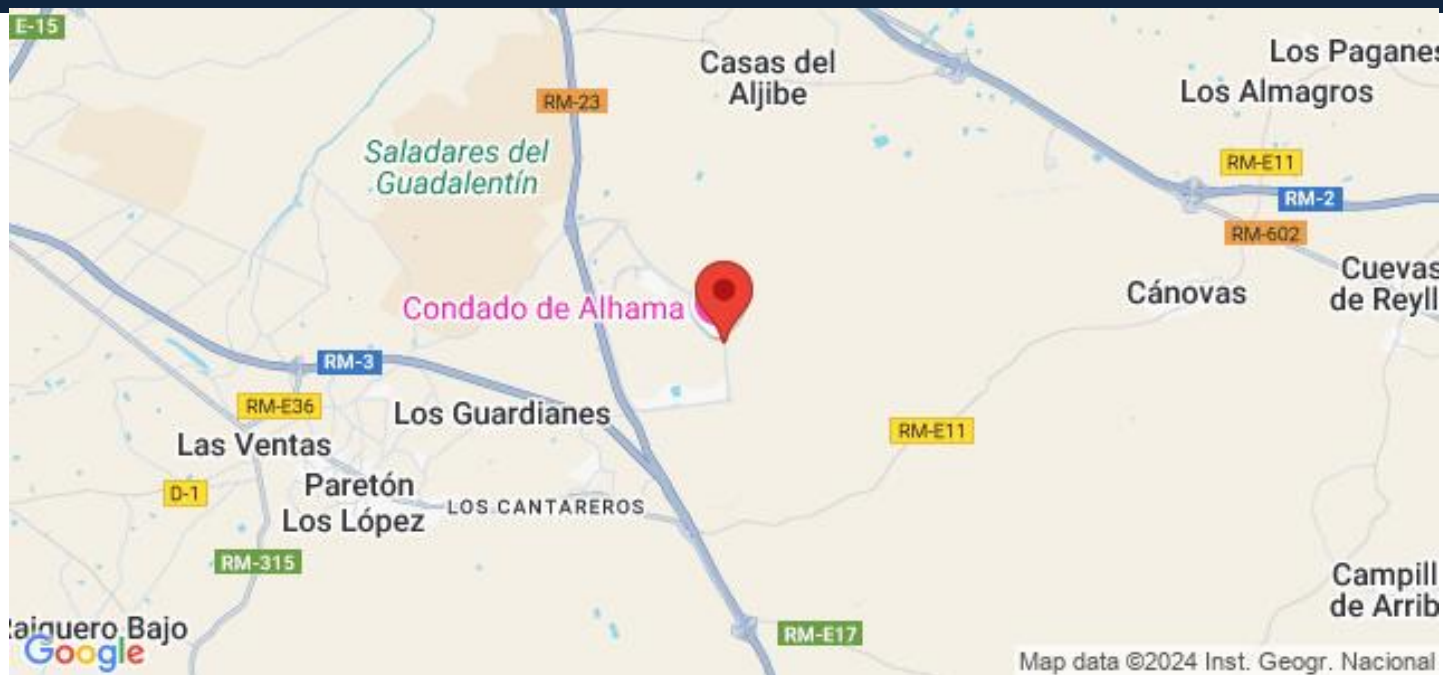 E-15
Casas del
Aljibe
Los Paganes
Los Almagros
RM-23
Saladares del
Guadalentín
RM-E11
RM-2
RM-602
Cuevas
de Reyll
Cánovas
Condado de Alhama
RM-3
RM-E36
Los Guardianes
Las Ventas
RM-E11
Paretón
D-1
LOS CANTAREROS
Los López
RM-315
Campill
de Arrib
Raiguero Bajo
RM-E17
Google
Map data ©2024 Inst. Geogr. Nacional